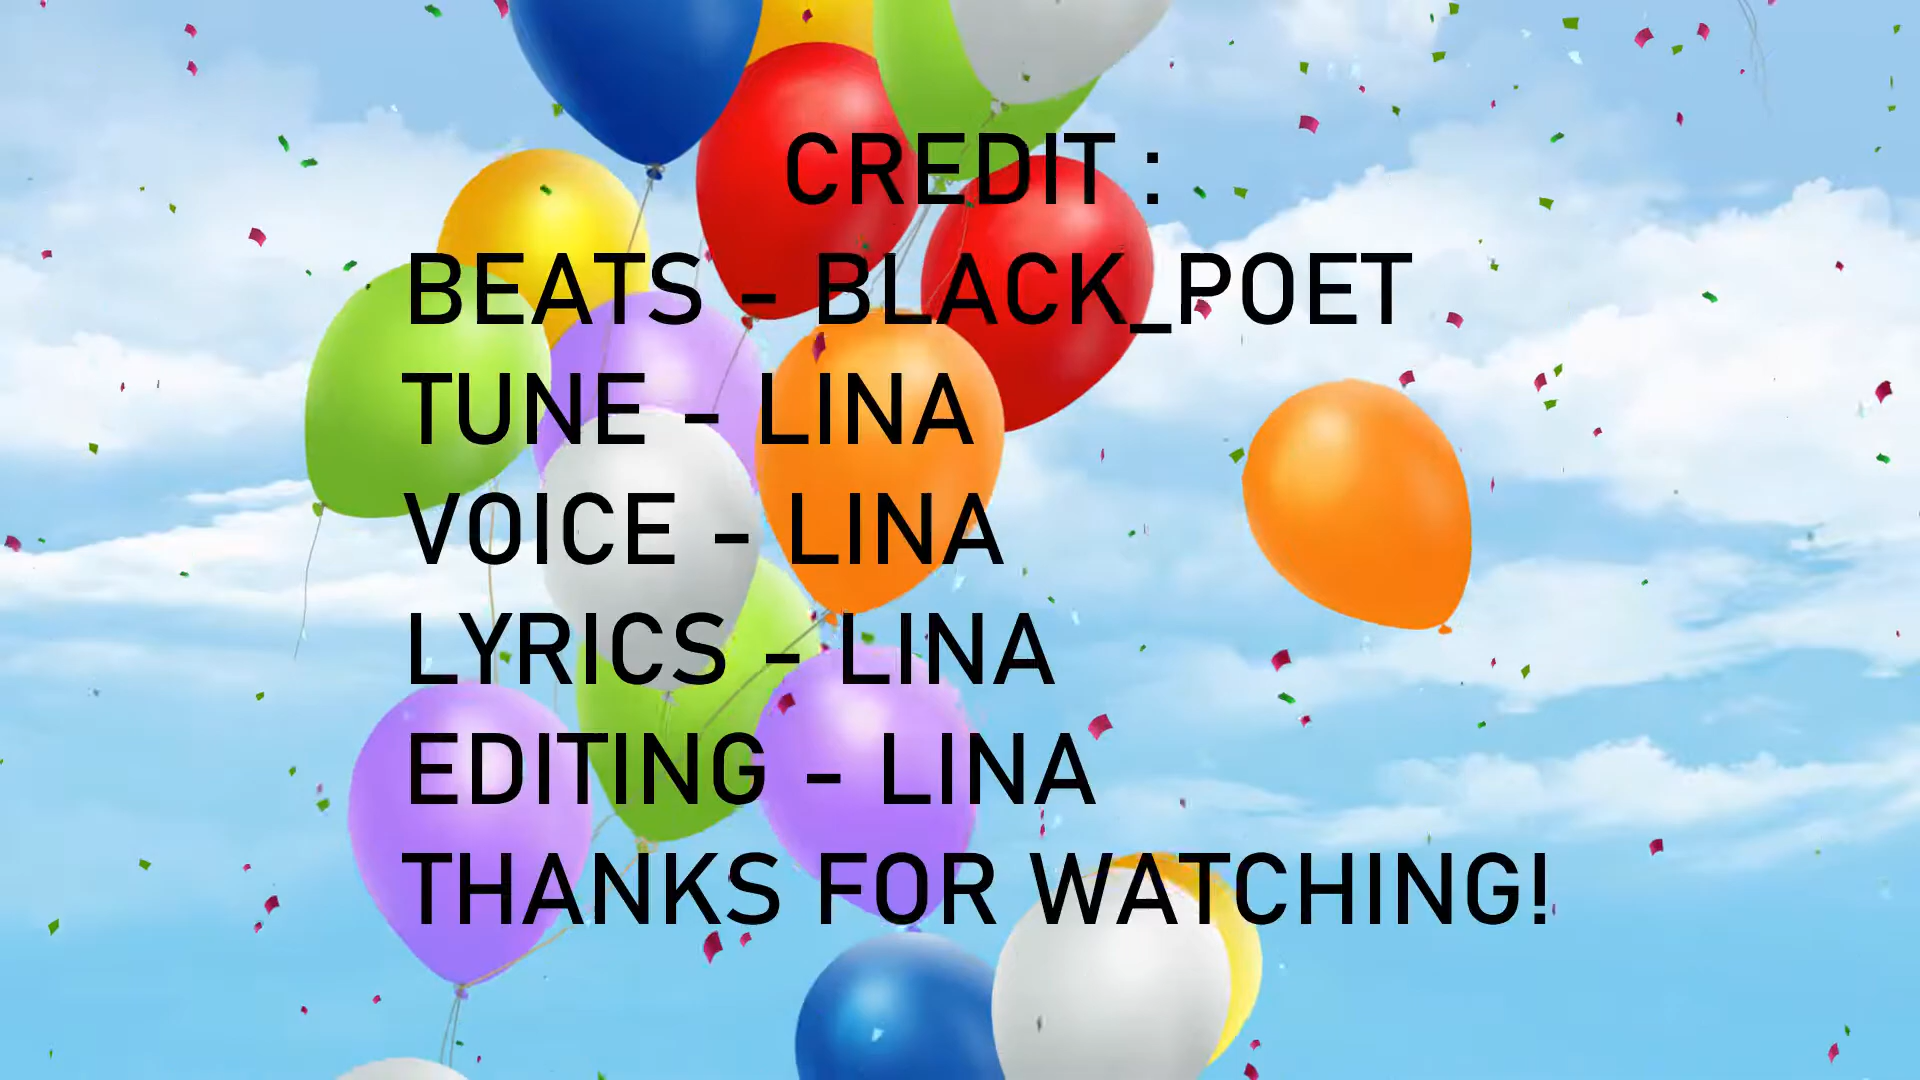 CREDIT :
BEATS - BLACK_POET
TUNE - LINA
VOICE - LINA
LYRICS - LINA
EDITING - LINA
THANKS FOR WATCHING!